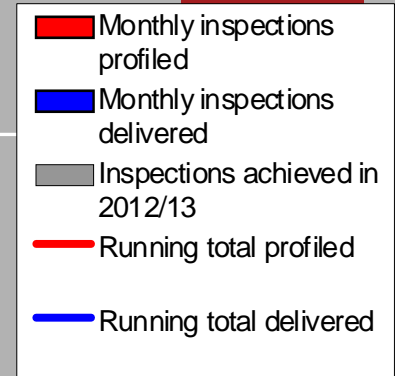 Monthly inspections
profiled
Monthly inspections
delivered
Inspections achieved in
2012/13
Running total profiled
Running total delivered